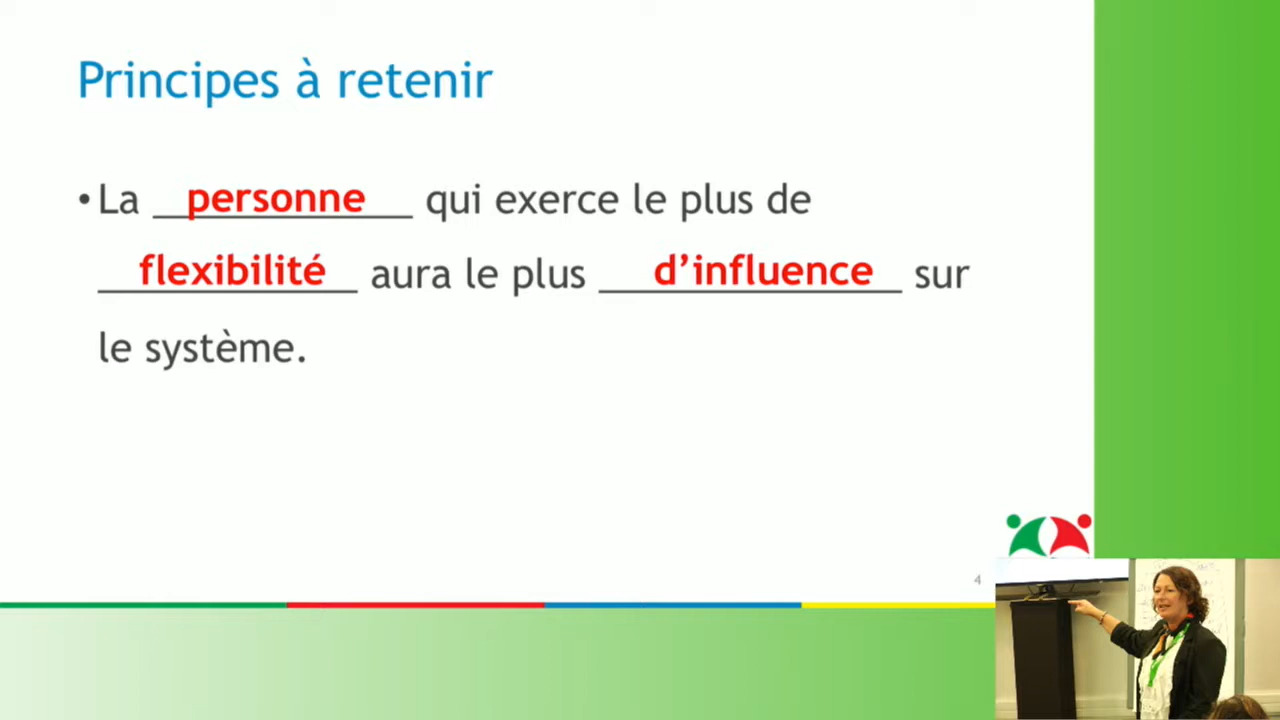 Principes à retenir
• La personne qui exerce le plus de
flexibilité aura le plus d’influence sur
le système.
4